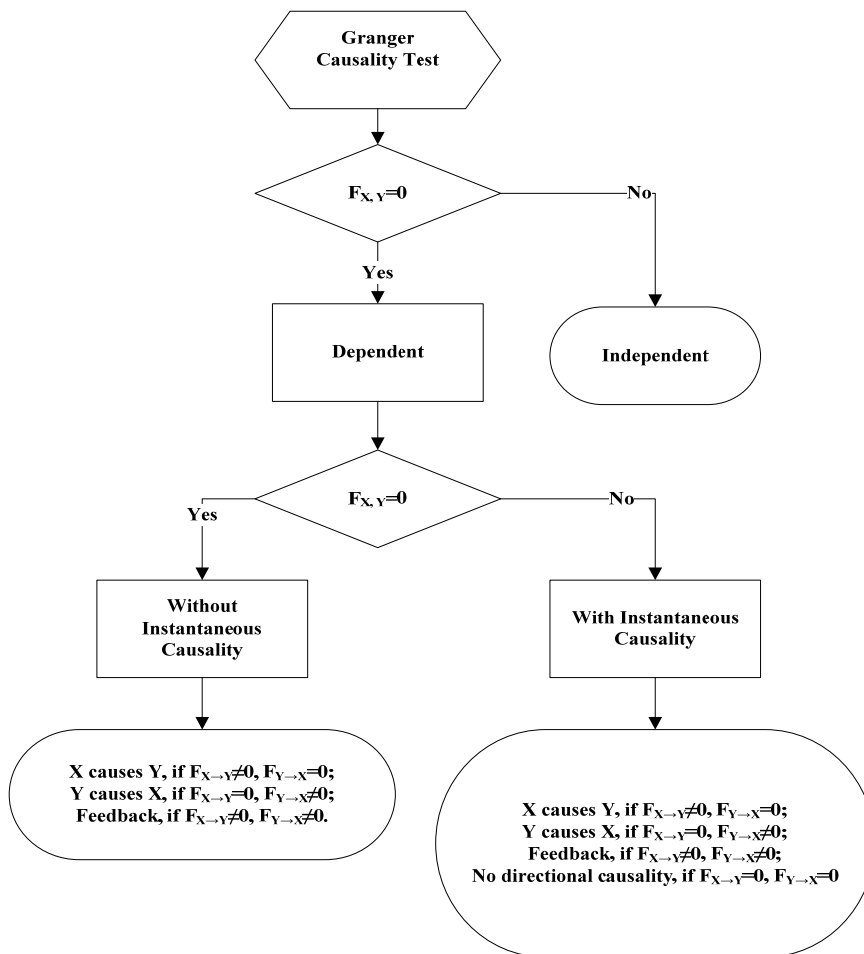 Granger
Causality Test
F_{X, Y}=0
No
Yes
Dependent
Independent
F_{X, Y}=0
Yes
No
Without
Instantaneous
Causality
With Instantaneous
Causality
X causes Y, if F_{X→Y}≠0, F_{Y→X}=0;
Y causes X, if F_{X→Y}=0, F_{Y→X}≠0;
Feedback, if F_{X→Y}≠0, F_{Y→X}≠0.
X causes Y, if F_{X→Y}≠0, F_{Y→X}=0;
Y causes X, if F_{X→Y}=0, F_{Y→X}≠0;
Feedback, if F_{X→Y}≠0, F_{Y→X}≠0;
No directional causality, if F_{X→Y}=0, F_{Y→X}=0